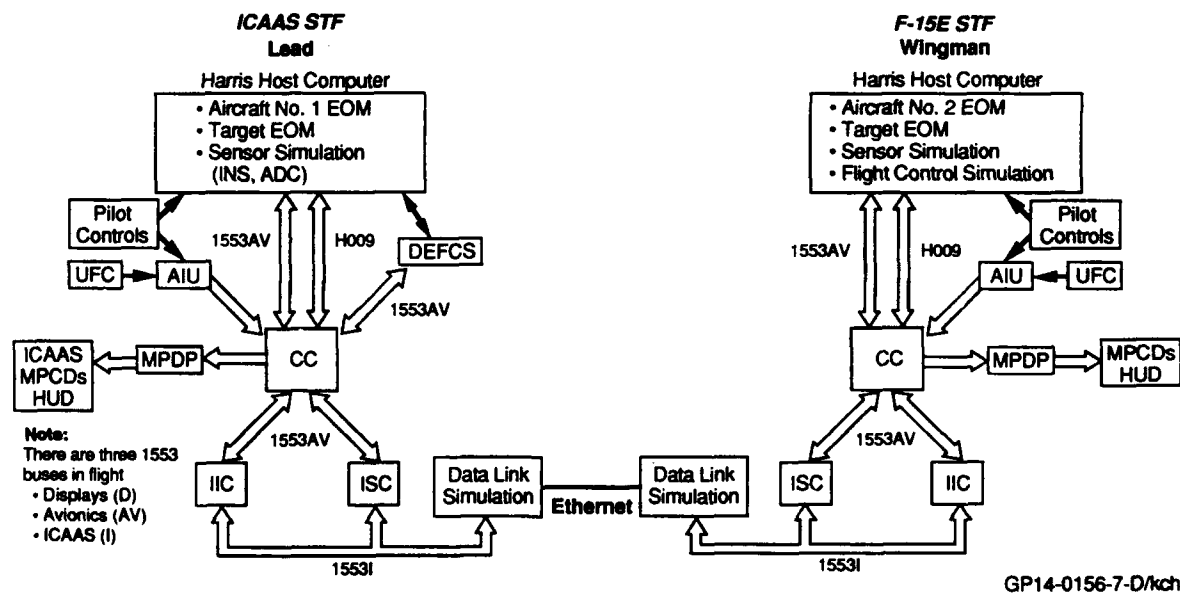 ICAAS STF
Lead
Harris Host Computer
• Aircraft No. 1 EOM
• Target EOM
• Sensor Simulation
(INS, ADC)
Pilot
Controls
1553AV
H009
DEFCS
UFC
AIU
1553AV
CC
ICAAS
MPCDs
HUD
MPDP
Note:
There are three 1553
buses in flight
• Displays (D)
• Avionics (AV)
• ICAAS (I)
1553AV
IIC
ISC
Data Link
Simulation
1553I
Ethernet
F-15E STF
Wingman
Harris Host Computer
• Aircraft No. 2 EOM
• Target EOM
• Sensor Simulation
• Flight Control Simulation
1553AV
H009
Pilot
Controls
AIU
UFC
CC
MPDP
MPCDs
HUD
1553AV
Data Link
Simulation
ISC
IIC
1553I
GP14-0156-7-D/kch